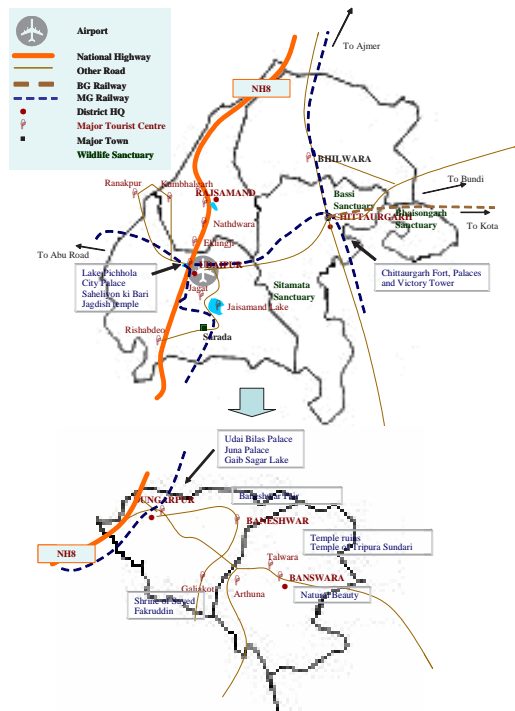 Airport
National Highway
Other Road
BG Railway
MG Railway
District HQ
Major Tourist Centre
Major Town
Wildlife Sanctuary
To Ajmer
NH8
BHILWARA
Ranakpur
Kumbhalgarh
RAJSAMAND
Bassi
Sanctuary
To Bundi
Nathdwara
CHITTAURGARH
Bhaisongarh
Sanctuary
To Kota
Eklingji
To Abu Road
UDAIPUR
Lake Pichhola
City Palace
Saheliyon ki Bari
Jagdish temple
Chittaurgarh Fort, Palaces
and Victory Tower
Jagat
Sitamata
Sanctuary
Jaisamand Lake
Rishabdeo
Sarada
Udai Bilas Palace
Juna Palace
Gaib Sagar Lake
DUNGARPUR
Baneshwar Fair
BANESHWAR
NH8
Temple ruins
Temple of Tripura Sundari
Talwara
BANSWARA
Galiakot
Arthuna
Natural Beauty
Shrine of Sayed
Fakruddin